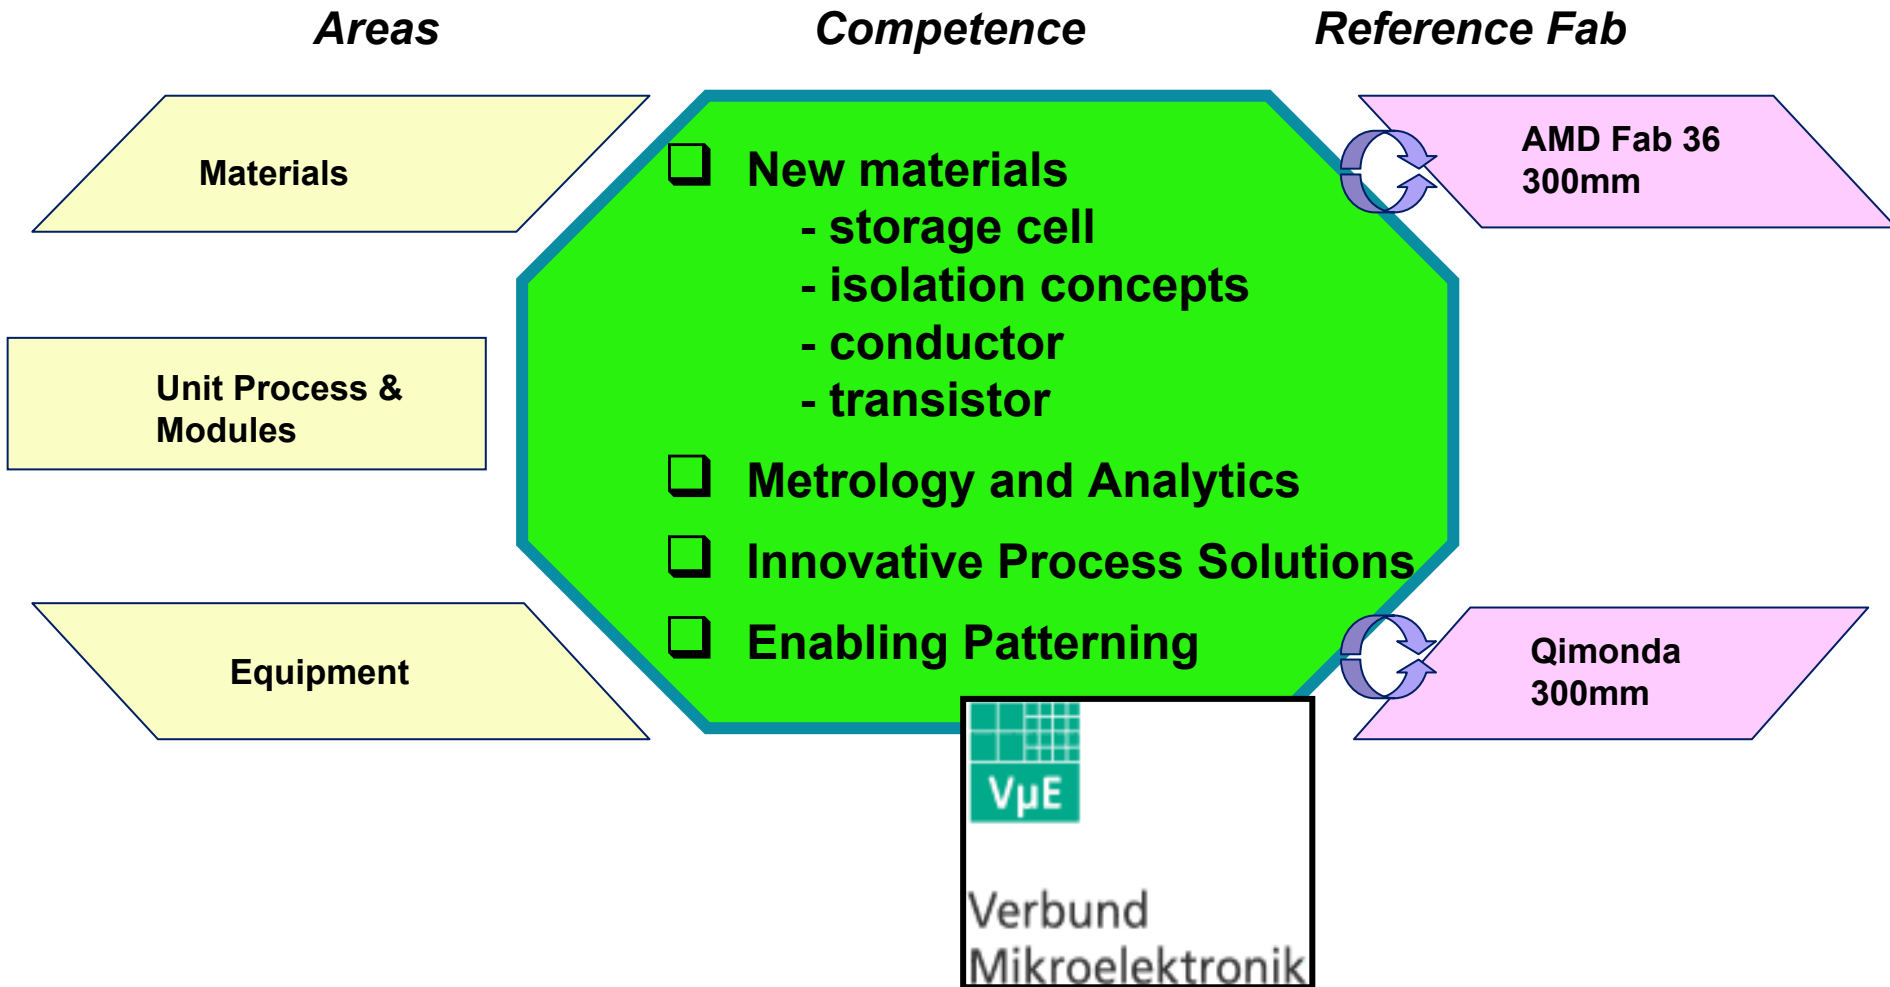 Areas
Competence
Reference Fab
Materials
Unit Process &
Modules
Equipment
❑ New materials
- storage cell
- isolation concepts
- conductor
- transistor
❑ Metrology and Analytics
❑ Innovative Process Solutions
❑ Enabling Patterning
AMD Fab 36
300mm
Qimonda
300mm
VµE
Verbund
Mikroelektronik